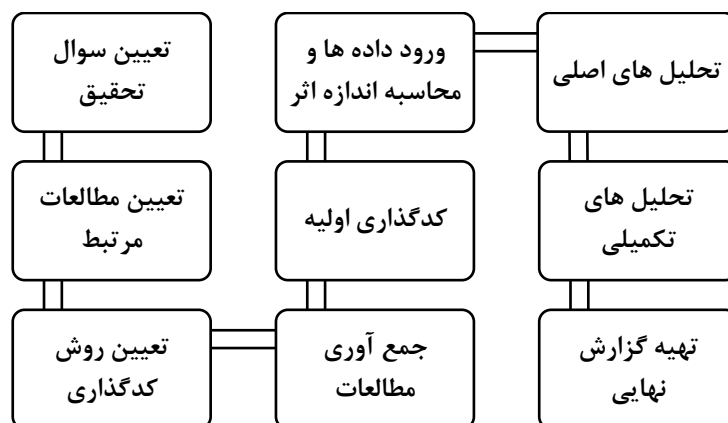 تعیین سوال
تحقیق
تعیین مطالعات
مرتبط
تعیین روش
کدگذاری
جمع آوری
مطالعات
کدگذاری اولیه
ورود داده ها و
محاسبه اندازه اثر
تحلیل های اصلی
تحلیل های
تکمیلی
تهیه گزارش
نهایی